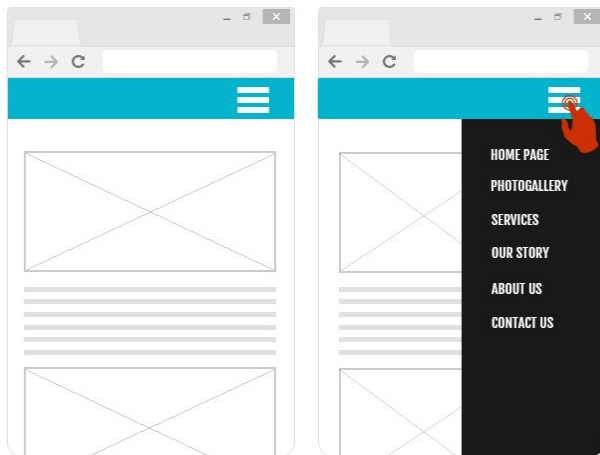 HOME PAGE
PHOTOGALLERY
SERVICES
OUR STORY
ABOUT US
CONTACT US